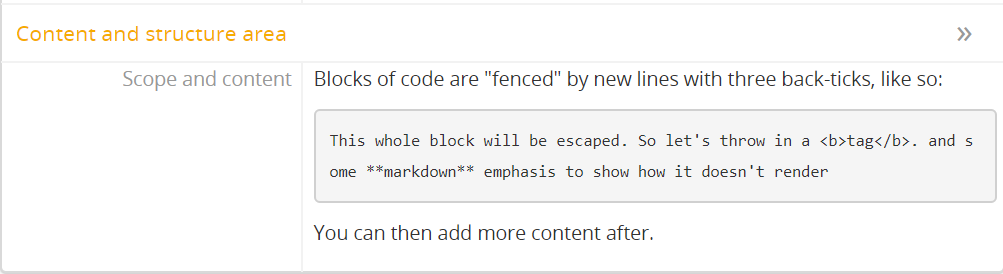 Content and structure area »
Scope and content Blocks of code are "fenced" by new lines with three back-ticks, like so:
This whole block will be escaped. So let's throw in a <b>tag</b>. and s
ome **markdown** emphasis to show how it doesn't render
You can then add more content after.